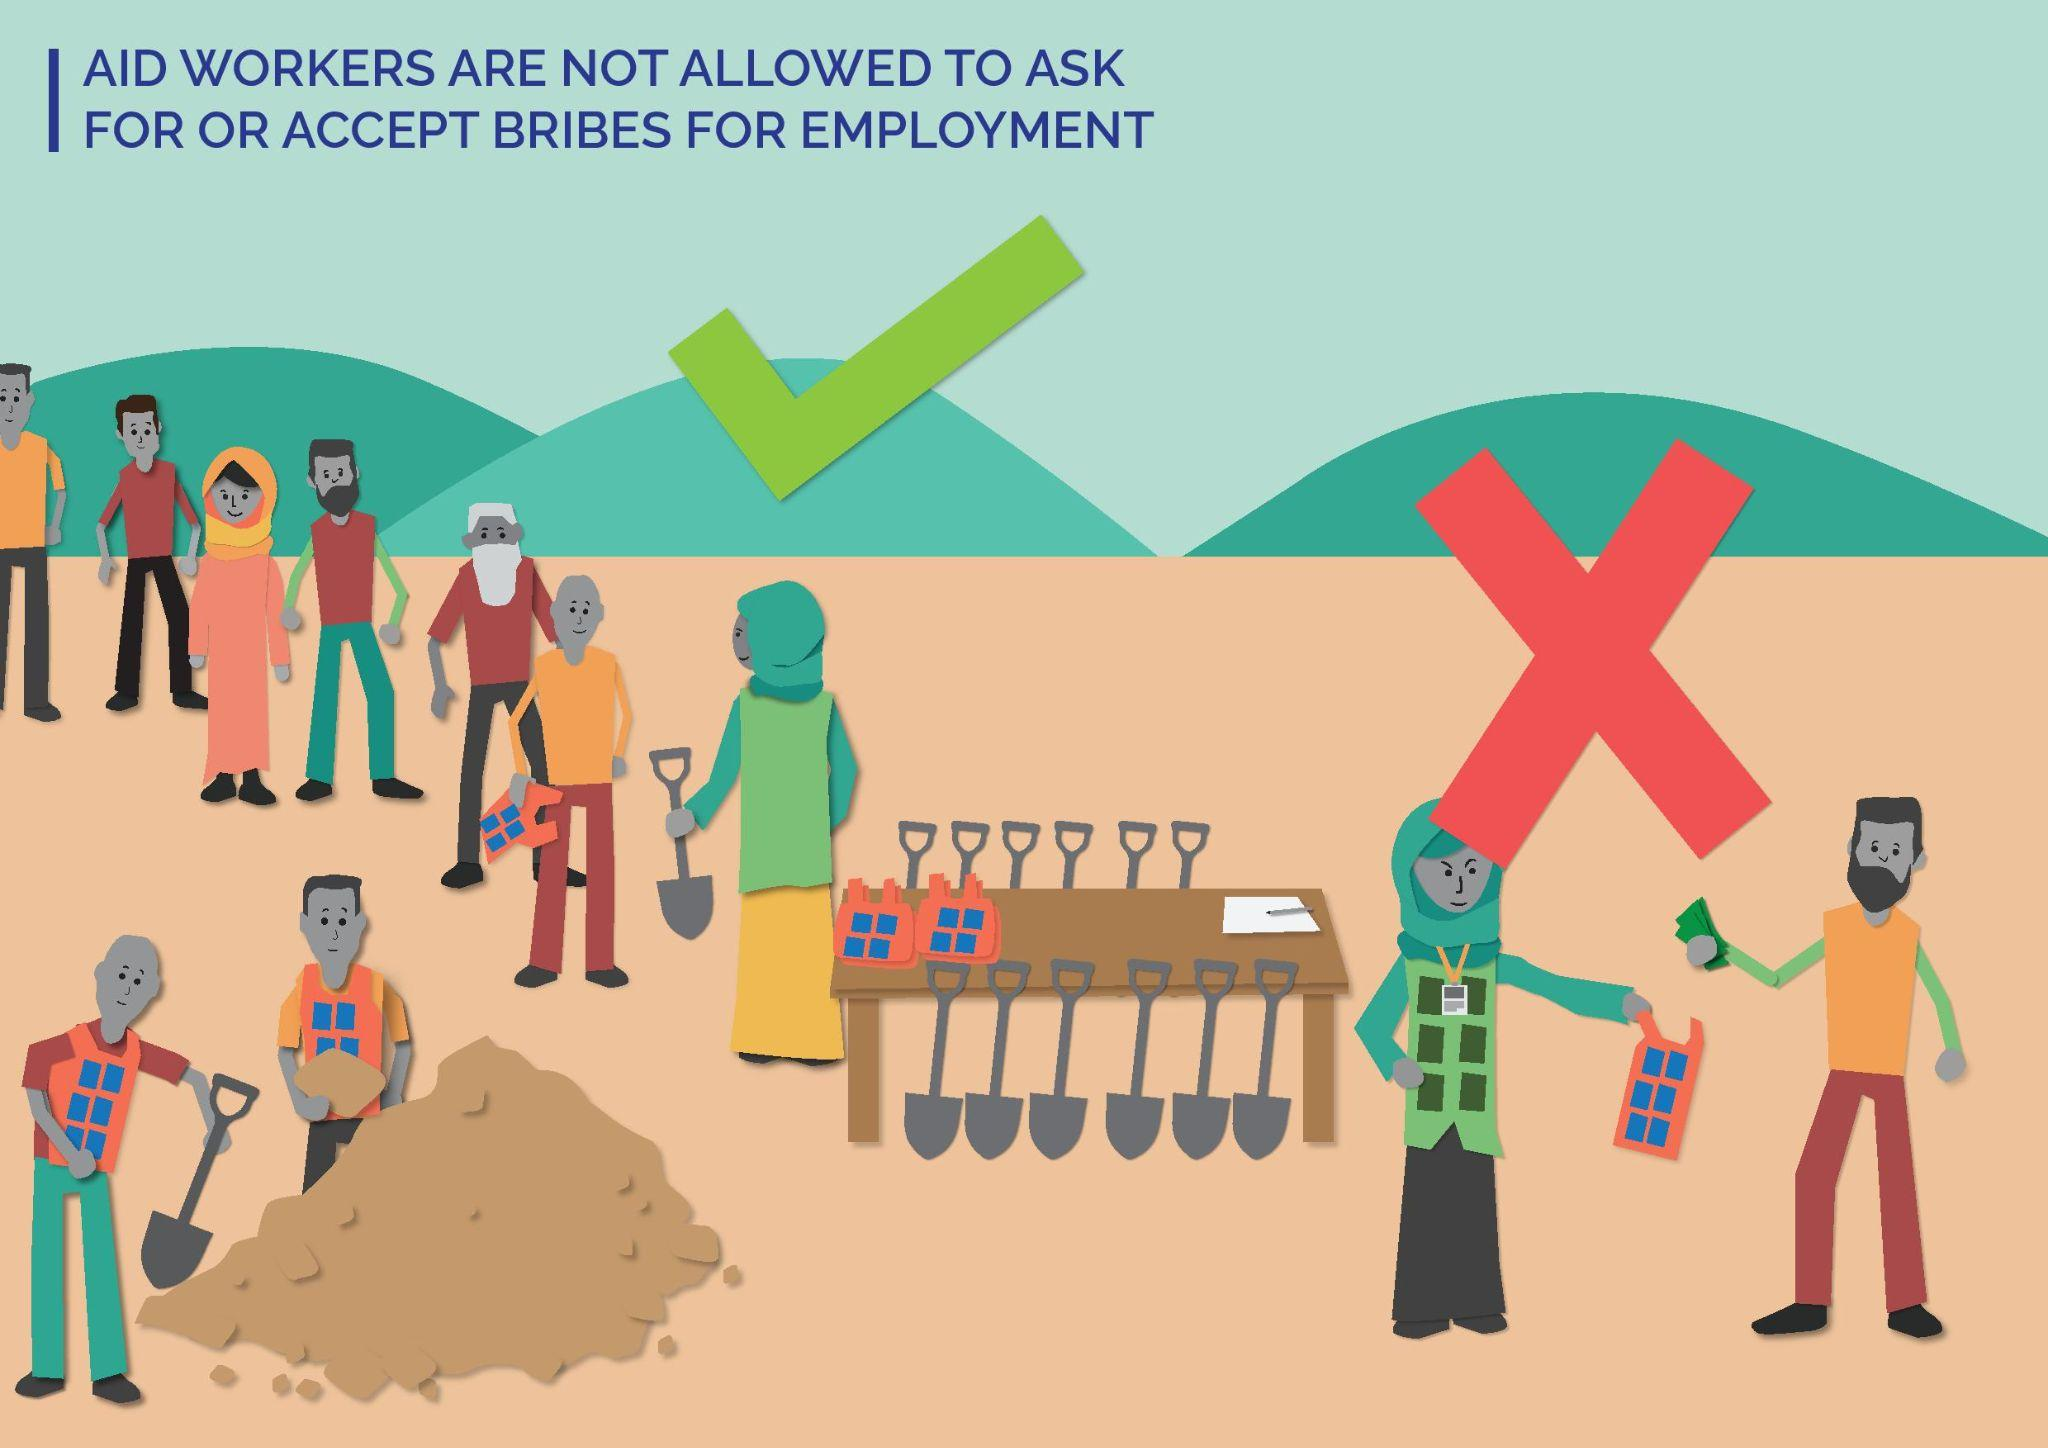 AID WORKERS ARE NOT ALLOWED TO ASK
FOR OR ACCEPT BRIBES FOR EMPLOYMENT